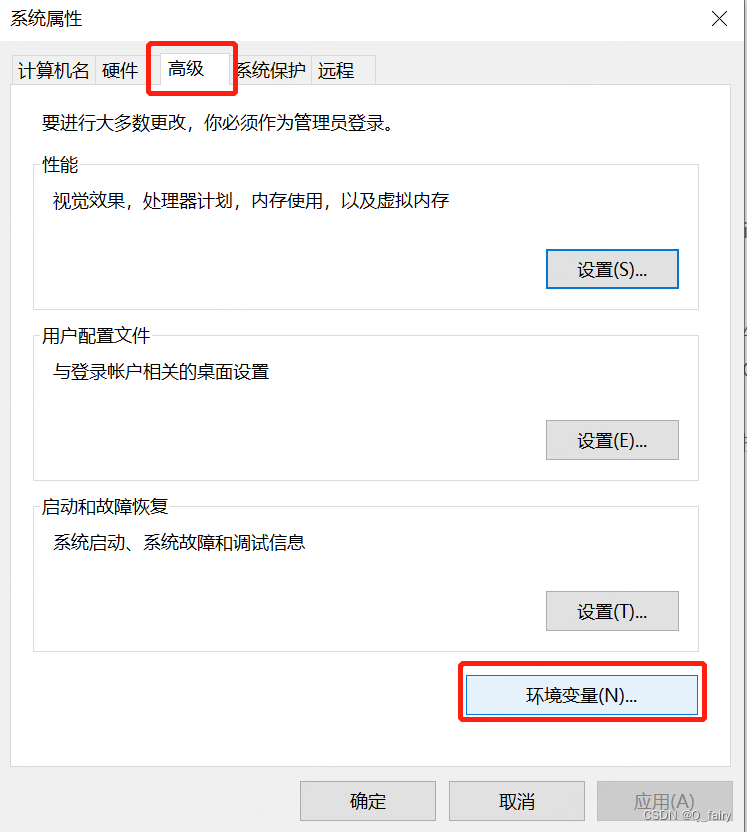 系统属性
计算机名 硬件 高级 系统保护 远程
要进行大多数更改，你必须作为管理员登录。
性能
视觉效果，处理器计划，内存使用，以及虚拟内存
设置(S)...
用户配置文件
与登录帐户相关的桌面设置
设置(E)...
启动和故障恢复
系统启动、系统故障和调试信息
设置(T)...
环境变量(N)...
确定 取消 应用(A)
CSDN @Q_fairy